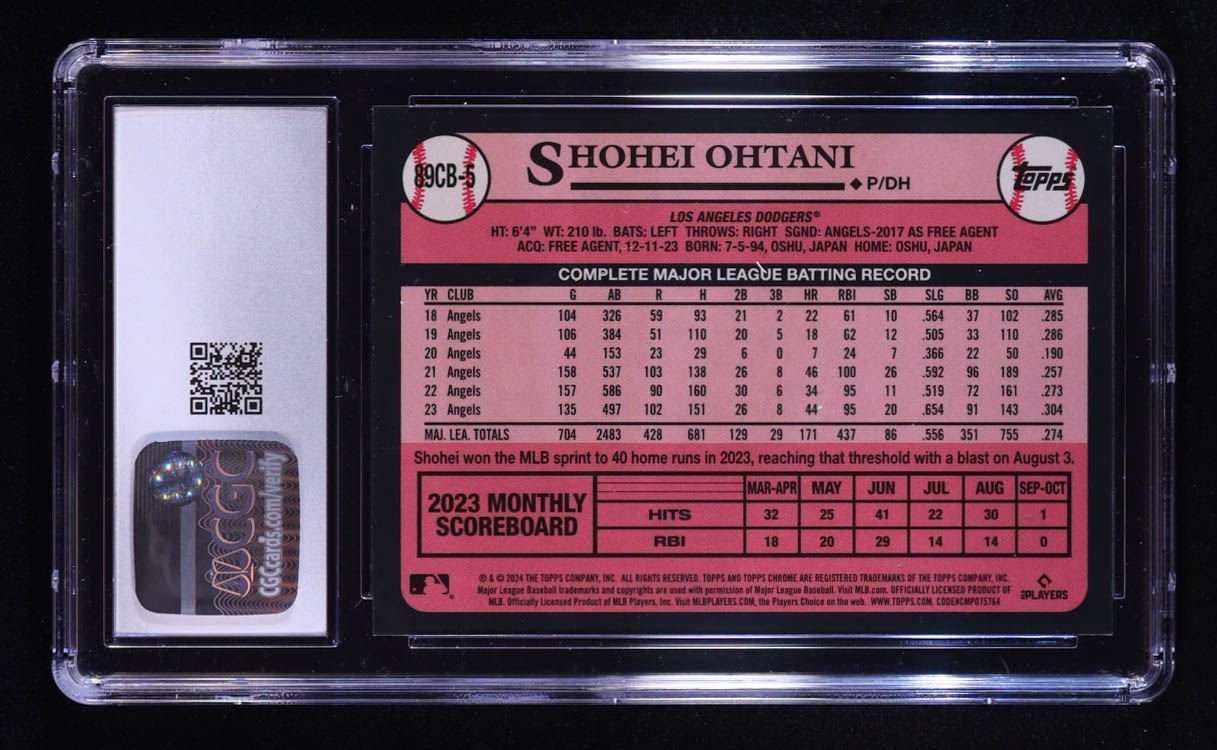 89CB-5
SHOHEI OHTANI
P/DH
topps
LOS ANGELES DODGERS®
HT: 6'4" WT: 210 lb. BATS: LEFT THROWS: RIGHT SGND: ANGELS-2017 AS FREE AGENT
ACQ: FREE AGENT, 12-11-23 BORN: 7-5-94, OSHU, JAPAN HOME: OSHU, JAPAN
COMPLETE MAJOR LEAGUE BATTING RECORD
YR CLUB G AB R H 2B 3B HR RBI SB SLG BB SO AVG
18 Angels 104 326 59 93 21 2 22 61 10 .564 37 102 .285
19 Angels 106 384 51 110 20 5 18 62 12 .505 33 110 .286
20 Angels 44 153 23 29 6 0 7 24 7 .366 22 50 .190
21 Angels 158 537 103 138 26 8 46 100 26 .592 96 189 .257
22 Angels 157 586 90 160 30 6 34 95 11 .519 72 161 .273
23 Angels 135 497 102 151 26 8 44 95 20 .654 91 143 .304
MAJ. LEA. TOTALS 704 2483 428 681 129 29 171 437 86 .556 351 755 .274
Shohei won the MLB sprint to 40 home runs in 2023, reaching that threshold with a blast on August 3.
2023 MONTHLY
SCOREBOARD
MAR-APR MAY JUN JUL AUG SEP-OCT
HITS 32 25 41 22 30 1
RBI 18 20 29 14 14 0
® & © 2024 THE TOPPS COMPANY, INC. ALL RIGHTS RESERVED. TOPPS AND TOPPS CHROME ARE REGISTERED TRADEMARKS OF THE TOPPS COMPANY, INC.
Major League Baseball trademarks and copyrights are used with permission of Major League Baseball. Visit MLB.com. OFFICIALLY LICENSED PRODUCT OF
MLB. Officially Licensed Product of MLB Players, Inc. Visit MLBPLAYERS.COM, the Players Choice on the web. WWW.TOPPS.COM. CODE#CMP075764
PLAYERS
CGC
CGCcards.com/verify